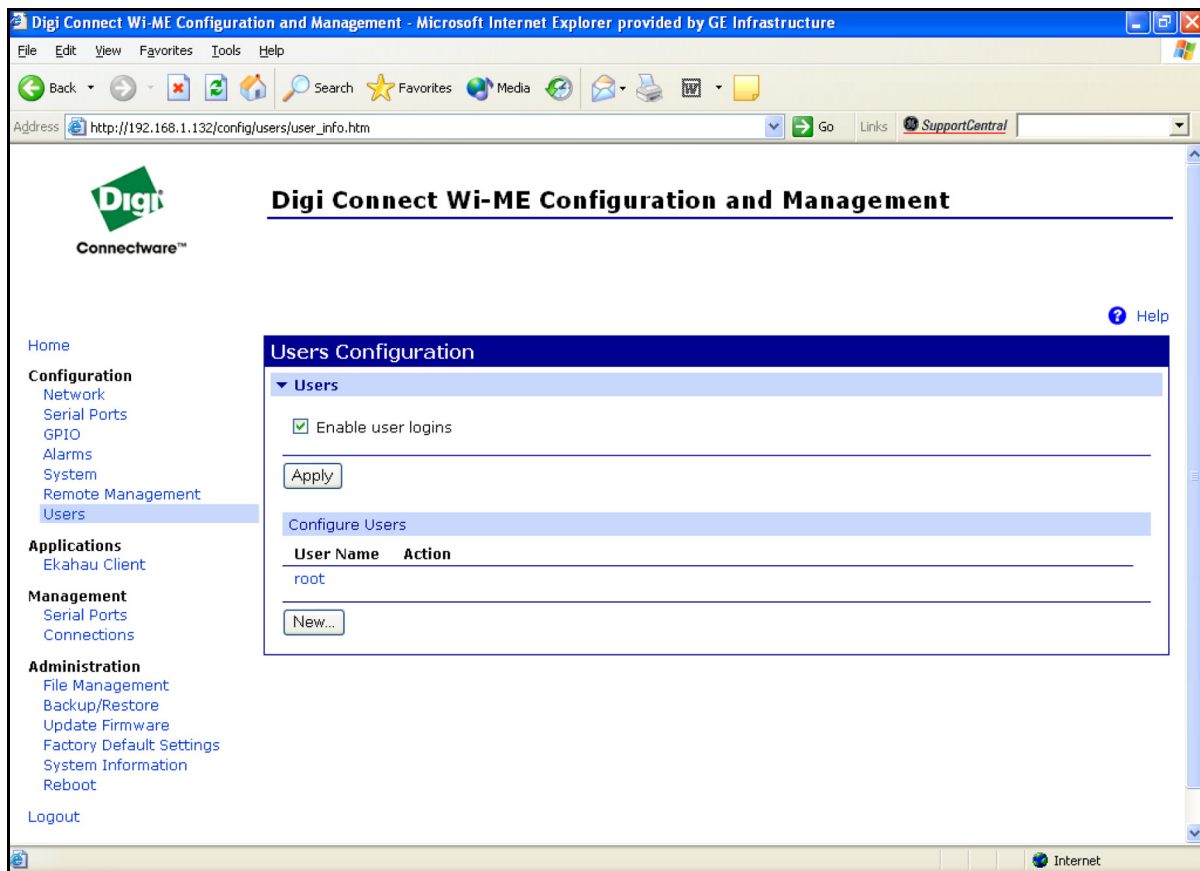 Digi Connect Wi-ME Configuration and Management - Microsoft Internet Explorer provided by GE Infrastructure
File Edit View Favorites Tools Help
Back Search Favorites Media
Address http://192.168.1.132/config/users/user_info.htm Go Links SupportCentral
Digi
Connectware™
Digi Connect Wi-ME Configuration and Management
Help
Home
Configuration
Network
Serial Ports
GPIO
Alarms
System
Remote Management
Users
Applications
Ekahau Client
Management
Serial Ports
Connections
Administration
File Management
Backup/Restore
Update Firmware
Factory Default Settings
System Information
Reboot
Logout
Users Configuration
Users
Enable user logins
Apply
Configure Users
User Name Action
root
New...
Internet